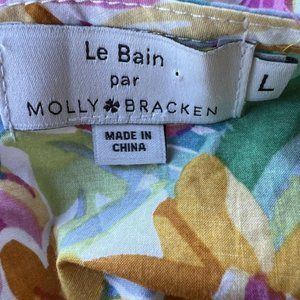 Le Bain
par
MOLLY BRACKEN
L
MADE IN
CHINA